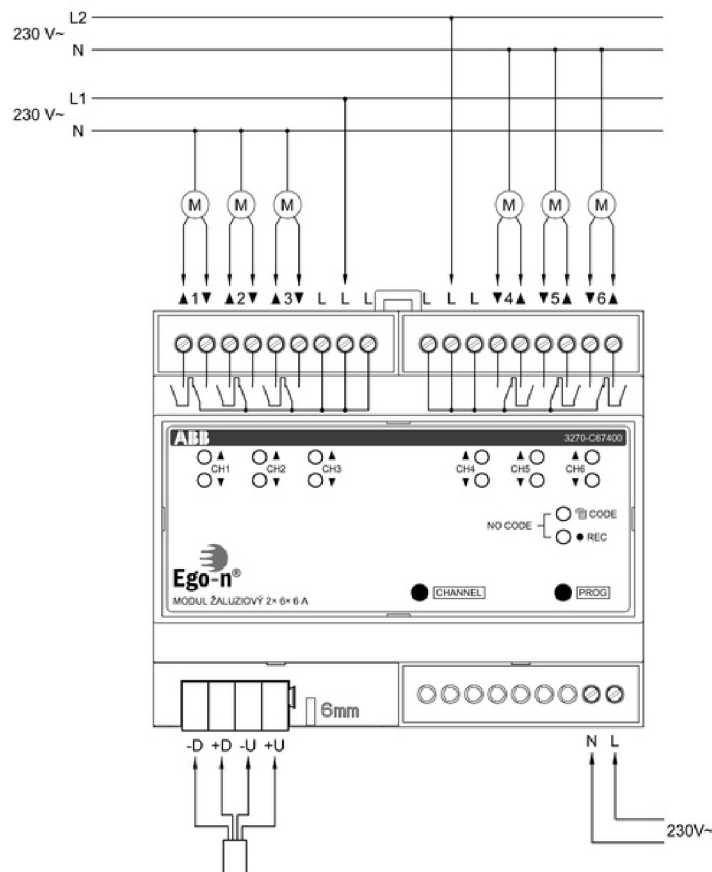 L2
230 V~
N
L1
230 V~
N
M M M M M M
▲1▼ ▲2▼ ▲3▼ L L L L L L ▼4▲ ▼5▲ ▼6▲
ABB 3270-C67400
▲ ▲ ▲ ▲ ▲ ▲
CH1 CH2 CH3 CH4 CH5 CH6
▼ ▼ ▼ ▼ ▼ ▼
CODE
NO CODE
● REC
Ego-n®
CHANNEL PROG
MODUL ŽALUZIOVÝ 2× 6× 6 A
6mm
-D +D -U +U N L
230V~